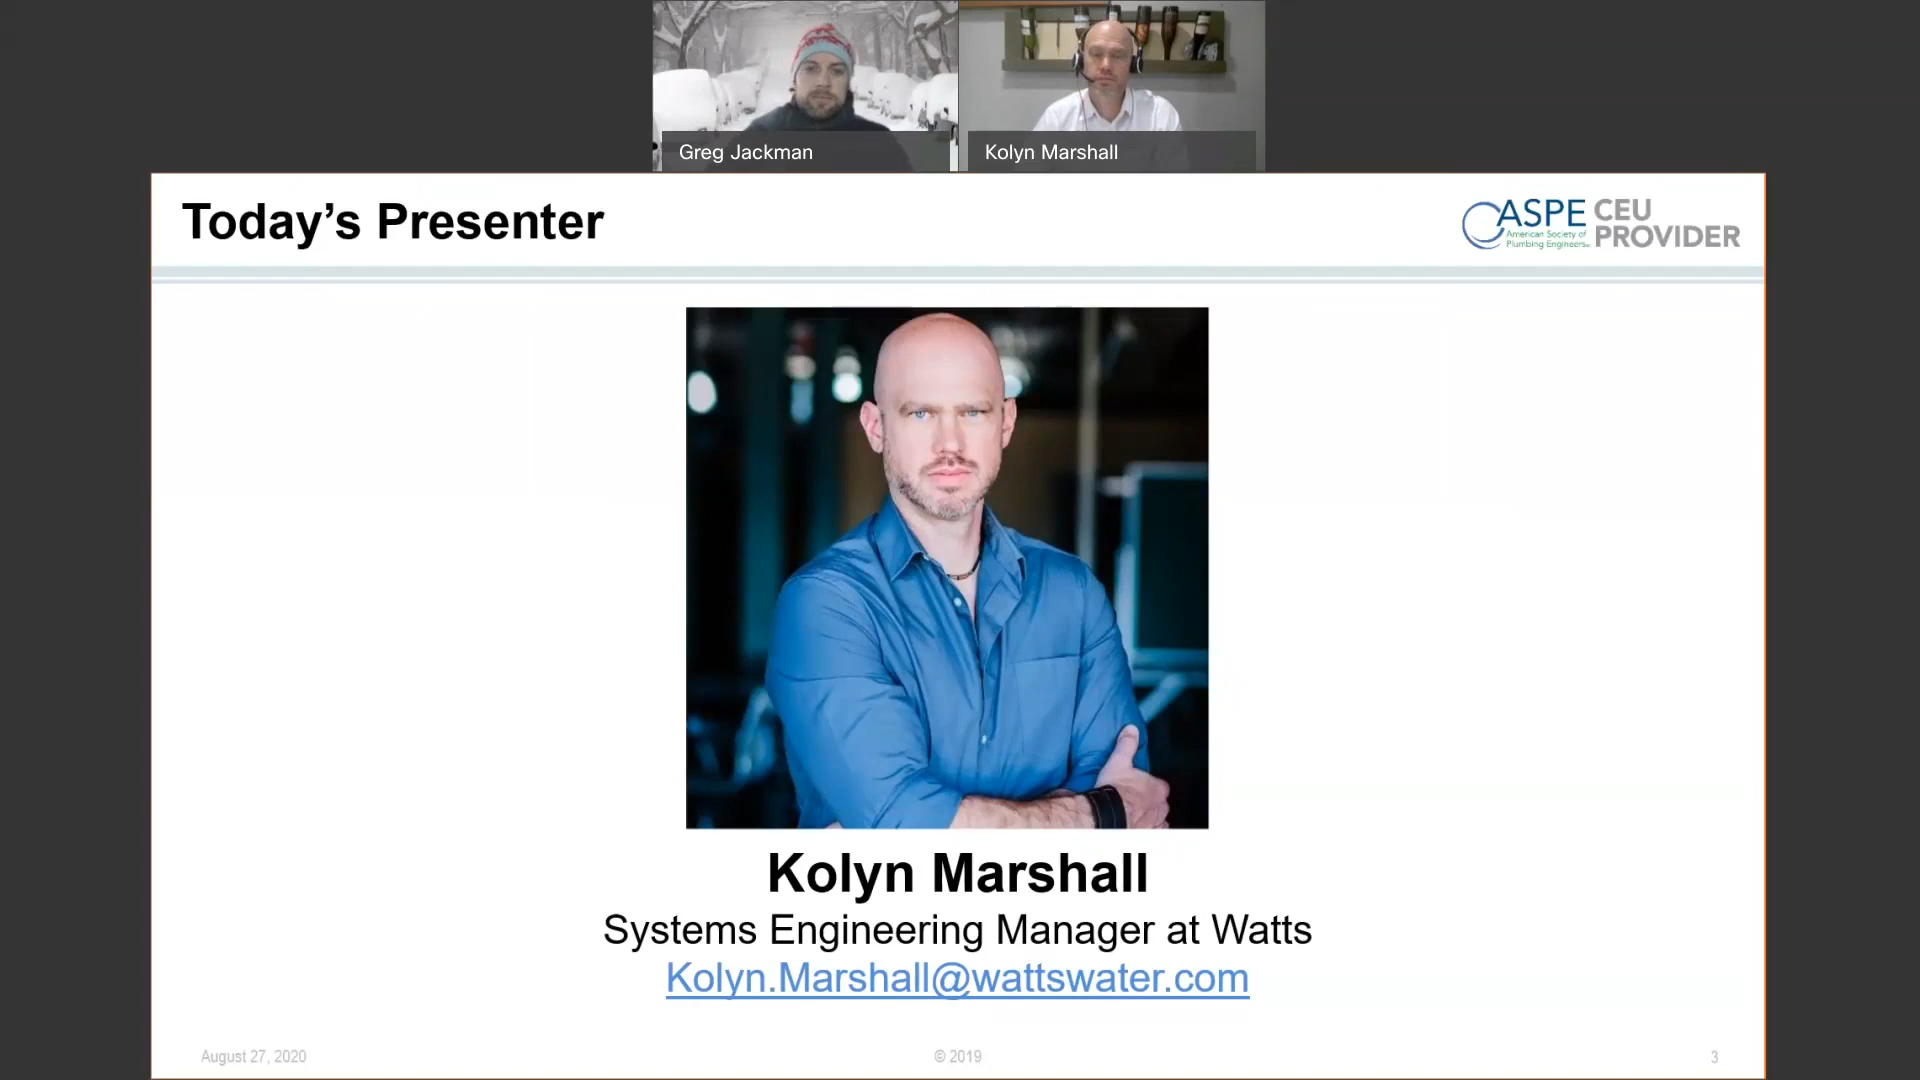 Greg Jackman
Kolyn Marshall
Today's Presenter
ASPE
American Society of
Plumbing Engineers
CEU
PROVIDER
Kolyn Marshall
Systems Engineering Manager at Watts
Kolyn.Marshall@wattswater.com
August 27, 2020
© 2019
3